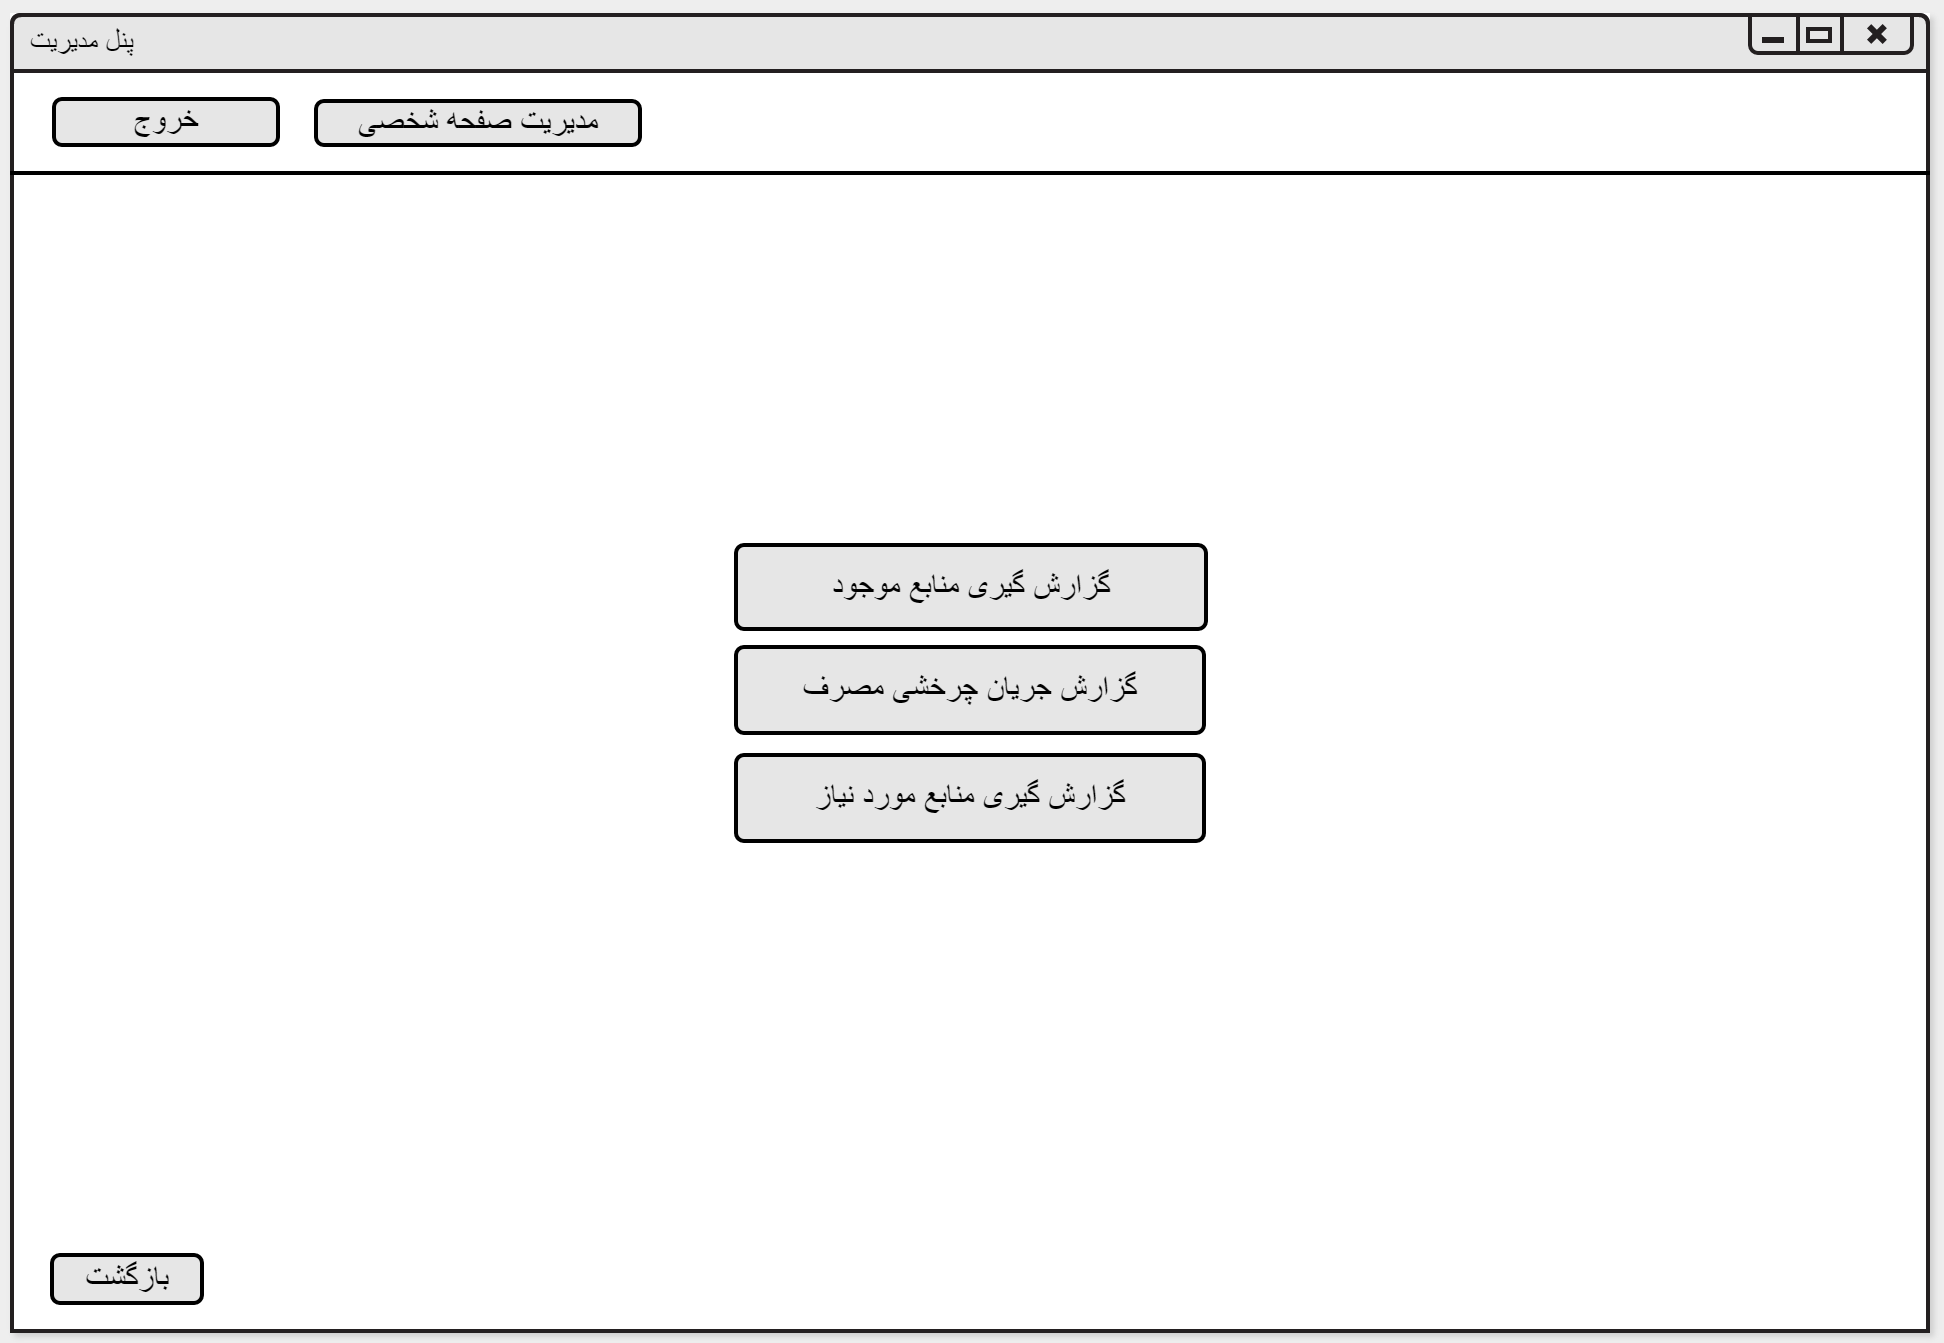 پنل مدیریت
مدیریت صفحه شخصی
خروج
گزارش گیری منابع موجود
گزارش جریان چرخشی مصرف
گزارش گیری منابع مورد نیاز
بازگشت